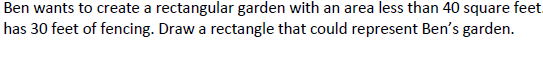 Ben wants to create a rectangular garden with an area less than 40 square feet.
has 30 feet of fencing. Draw a rectangle that could represent Ben’s garden.